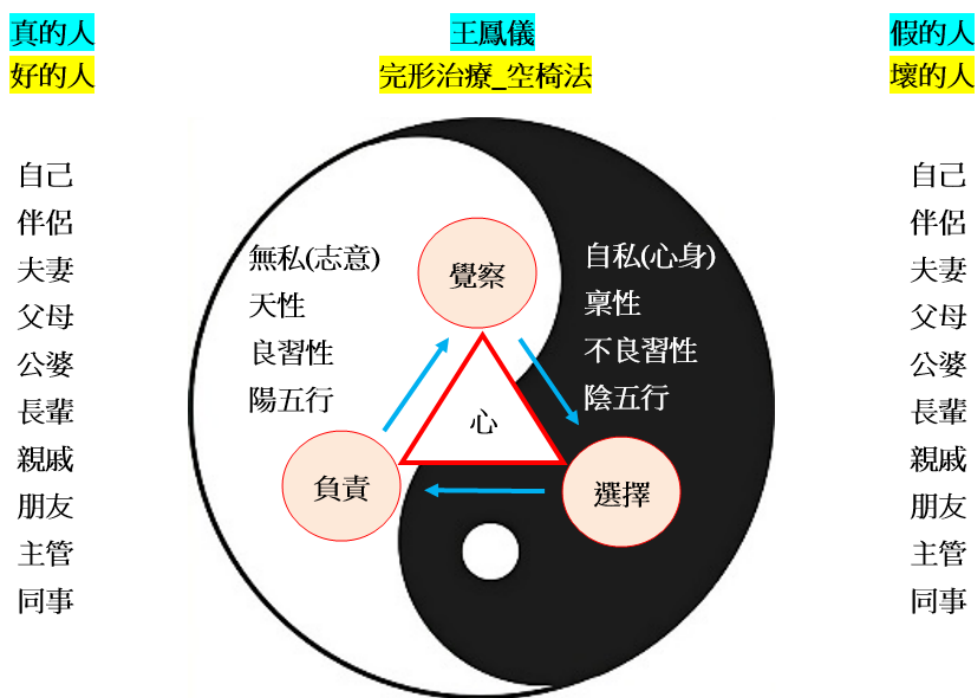 真的人
好的人
自己
伴侶
夫妻
父母
公婆
長輩
親戚
朋友
主管
同事
王鳳儀
完形治療_空椅法
無私(志意)
天性
良習性
陽五行
覺察
自私(心身)
稟性
不良習性
陰五行
心
負責
選擇
假的人
壞的人
自己
伴侶
夫妻
父母
公婆
長輩
親戚
朋友
主管
同事